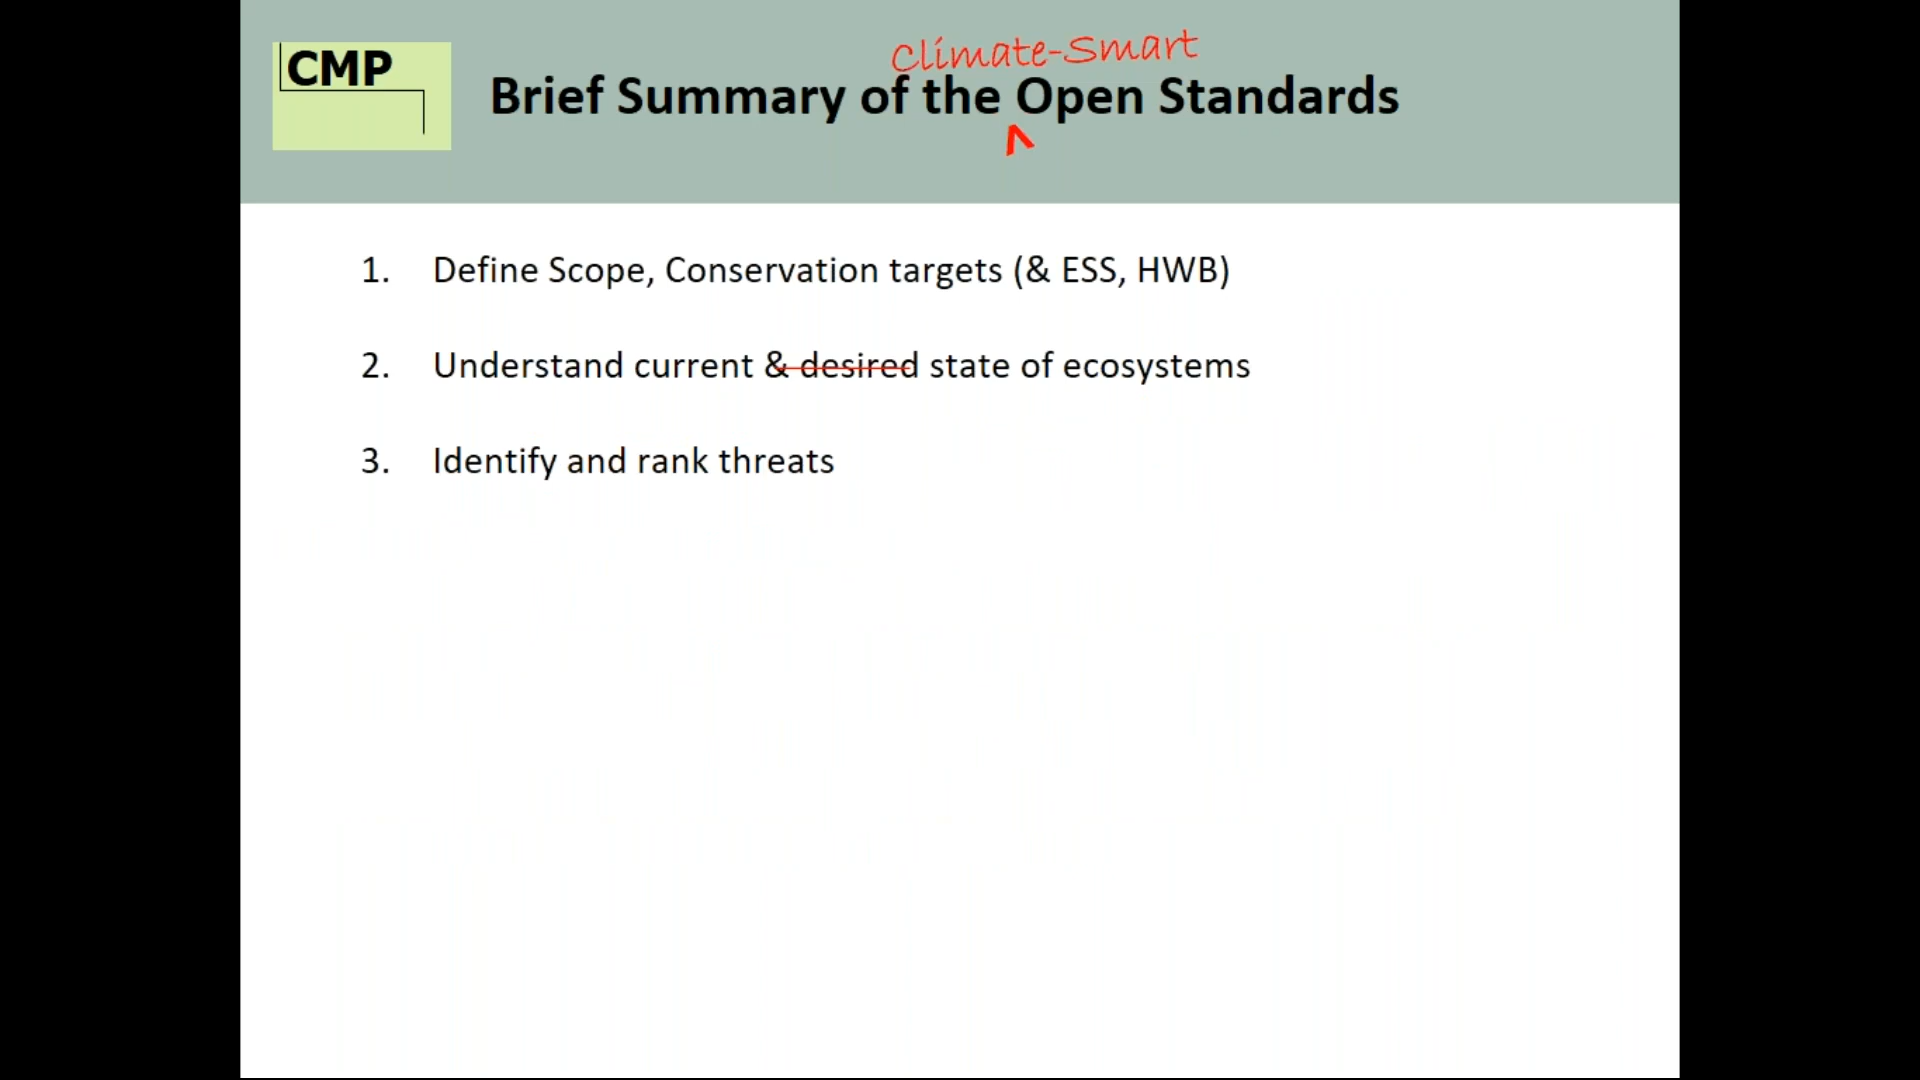 CMP
Climate-Smart
Brief Summary of the Open Standards
^
1. Define Scope, Conservation targets (& ESS, HWB)
2. Understand current & desired state of ecosystems
3. Identify and rank threats